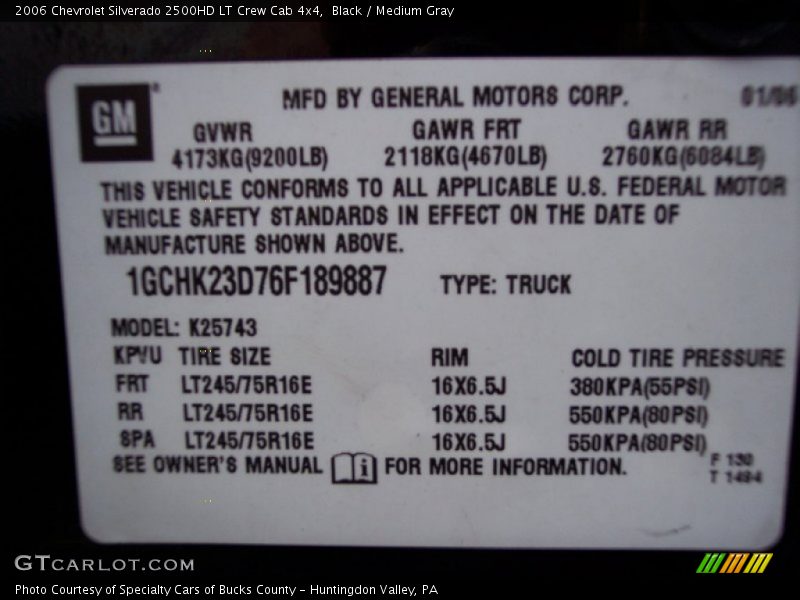 2006 Chevrolet Silverado 2500HD LT Crew Cab 4x4,  Black / Medium Gray
GM
MFD BY GENERAL MOTORS CORP. 01/06
GVWR GAWR FRT GAWR RR
4173KG(9200LB) 2118KG(4670LB) 2760KG(6084LB)
THIS VEHICLE CONFORMS TO ALL APPLICABLE U.S. FEDERAL MOTOR
VEHICLE SAFETY STANDARDS IN EFFECT ON THE DATE OF
MANUFACTURE SHOWN ABOVE.
1GCHK23D76F189887 TYPE: TRUCK
MODEL: K25743
KPVU TIRE SIZE RIM COLD TIRE PRESSURE
FRT LT245/75R16E 16X6.5J 380KPA(55PSI)
RR LT245/75R16E 16X6.5J 550KPA(80PSI)
SPA LT245/75R16E 16X6.5J 550KPA(80PSI)
SEE OWNER'S MANUAL FOR MORE INFORMATION.
F 130
T 1494
GTCARLOT.COM
Photo Courtesy of Specialty Cars of Bucks County - Huntingdon Valley, PA